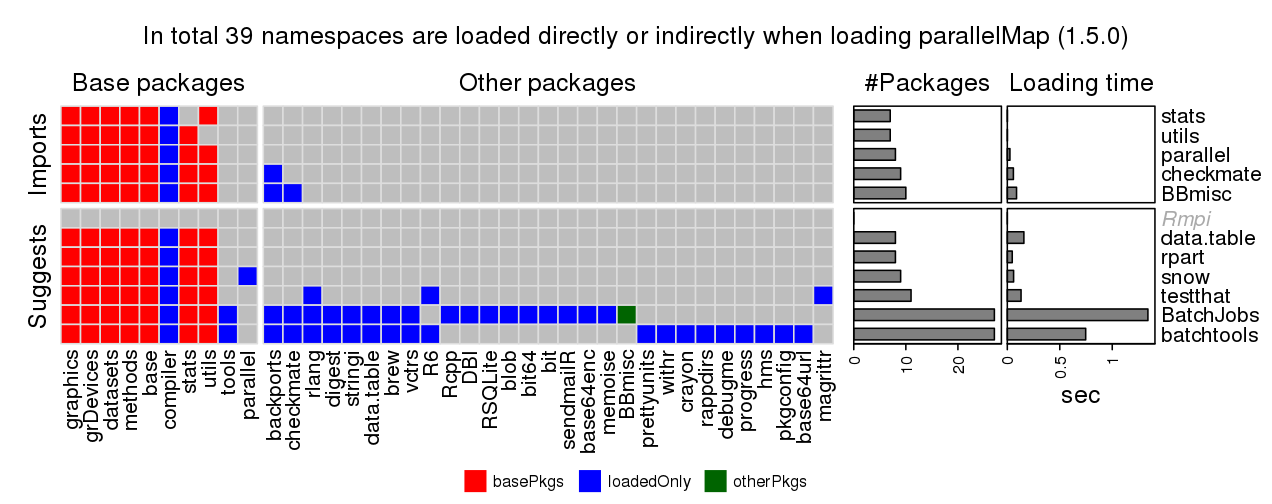 In total 39 namespaces are loaded directly or indirectly when loading parallelMap (1.5.0)
Base packages
Other packages
#Packages
Loading time
Imports
stats
utils
parallel
checkmate
BBmisc
Suggests
Rmpi
data.table
rpart
snow
testthat
BatchJobs
batchtools
graphics
grDevices
datasets
methods
base
compiler
stats
utils
tools
parallel
backports
checkmate
rlang
digest
stringi
data.table
brew
vctrs
R6
Rcpp
DBI
RSQLite
blob
bit64
bit
sendmailR
base64enc
memoise
BBmisc
prettyunits
withr
crayon
rappdirs
debugme
progress
hms
pkgconfig
base64url
magrittr
0
10
20
0
0.5
1
sec
basePkgs
loadedOnly
otherPkgs